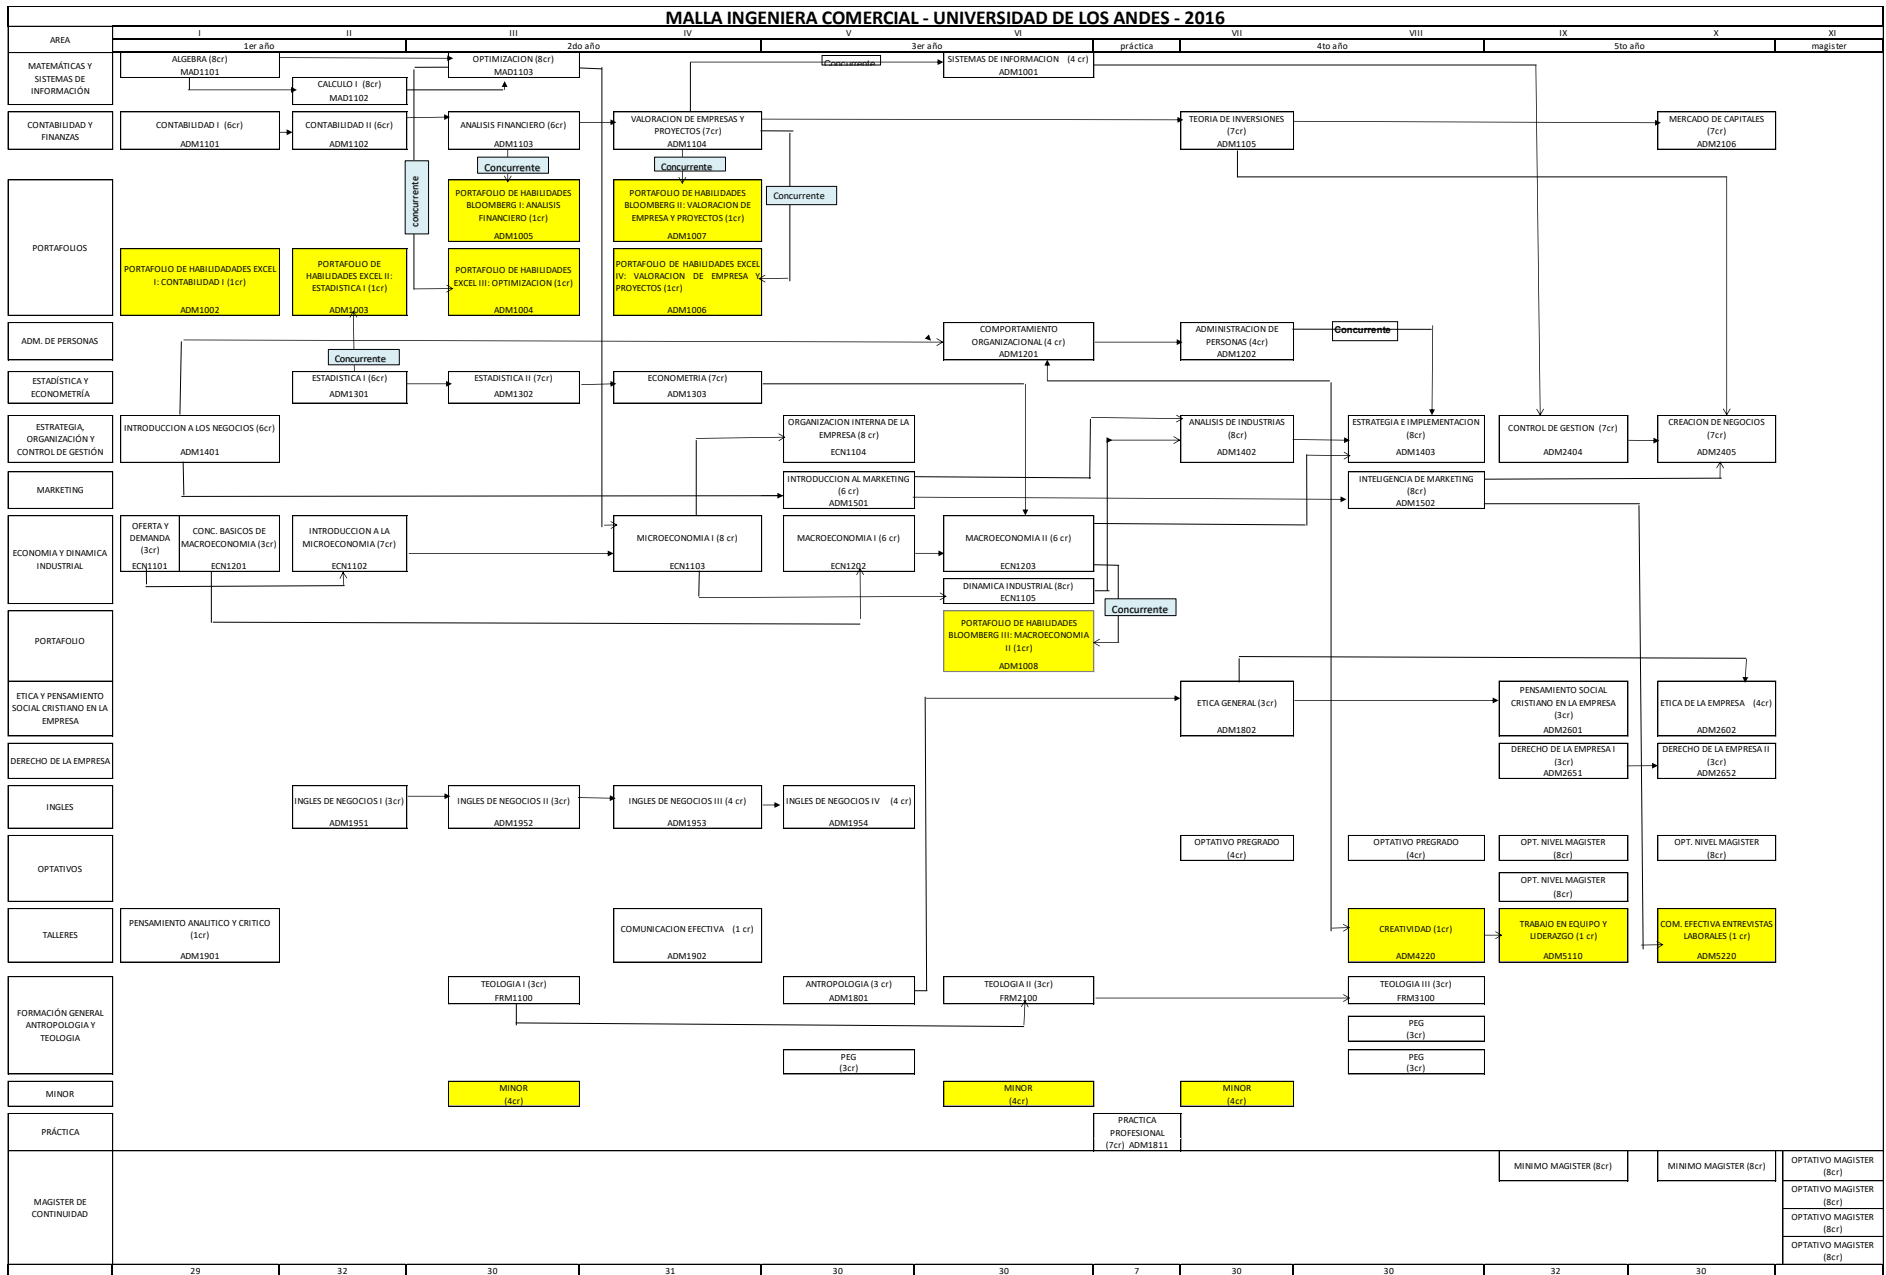 MALLA INGENIERA COMERCIAL - UNIVERSIDAD DE LOS ANDES - 2016
AREA
I
II
III
IV
V
VI
VII
VIII
IX
X
XI
1er año
2do año
3er año
práctica
4to año
5to año
magister
MATEMÁTICAS Y
SISTEMAS DE
INFORMACIÓN
ALGEBRA (8cr)
MAD1101
CALCULO I (8cr)
MAD1102
OPTIMIZACION (8cr)
MAD1103
Concurrente
SISTEMAS DE INFORMACION (4 cr)
ADM1001
CONTABILIDAD Y
FINANZAS
CONTABILIDAD I (6cr)
ADM1101
CONTABILIDAD II (6cr)
ADM1102
ANALISIS FINANCIERO (6cr)
ADM1103
VALORACION DE EMPRESAS Y
PROYECTOS (7cr)
ADM1104
TEORIA DE INVERSIONES
(7cr)
ADM1105
MERCADO DE CAPITALES
(7cr)
ADM2106
concurrente
Concurrente
Concurrente
Concurrente
PORTAFOLIOS
PORTAFOLIO DE HABILIDADES
BLOOMBERG I: ANALISIS
FINANCIERO (1cr)
ADM1005
PORTAFOLIO DE HABILIDADES
BLOOMBERG II: VALORACION DE
EMPRESA Y PROYECTOS (1cr)
ADM1007
PORTAFOLIO DE HABILIDADADES EXCEL
I: CONTABILIDAD I (1cr)
ADM1002
PORTAFOLIO DE
HABILIDADES EXCEL II:
ESTADISTICA I (1cr)
ADM1003
PORTAFOLIO DE HABILIDADES
EXCEL III: OPTIMIZACION (1cr)
ADM1004
PORTAFOLIO DE HABILIDADES EXCEL
IV: VALORACION DE EMPRESA Y
PROYECTOS (1cr)
ADM1006
ADM. DE PERSONAS
Concurrente
COMPORTAMIENTO
ORGANIZACIONAL (4 cr)
ADM1201
ADMINISTRACION DE
PERSONAS (4cr)
ADM1202
Concurrente
ESTADÍSTICA Y
ECONOMETRÍA
ESTADISTICA I (6cr)
ADM1301
ESTADISTICA II (7cr)
ADM1302
ECONOMETRIA (7cr)
ADM1303
ESTRATEGIA,
ORGANIZACIÓN Y
CONTROL DE GESTIÓN
INTRODUCCION A LOS NEGOCIOS (6cr)
ADM1401
ORGANIZACION INTERNA DE LA
EMPRESA (8 cr)
ECN1104
ANALISIS DE INDUSTRIAS
(8cr)
ADM1402
ESTRATEGIA E IMPLEMENTACION
(8cr)
ADM1403
CONTROL DE GESTION (7cr)
ADM2404
CREACION DE NEGOCIOS
(7cr)
ADM2405
MARKETING
INTRODUCCION AL MARKETING
(6 cr)
ADM1501
INTELIGENCIA DE MARKETING
(8cr)
ADM1502
ECONOMIA Y DINAMICA
INDUSTRIAL
OFERTA Y
DEMANDA
(3cr)
ECN1101
CONC. BASICOS DE
MACROECONOMIA (3cr)
ECN1201
INTRODUCCION A LA
MICROECONOMIA (7cr)
ECN1102
MICROECONOMIA I (8 cr)
ECN1103
MACROECONOMIA I (6 cr)
ECN1202
MACROECONOMIA II (6 cr)
ECN1203
DINAMICA INDUSTRIAL (8cr)
ECN1105
Concurrente
PORTAFOLIO
PORTAFOLIO DE HABILIDADES
BLOOMBERG III: MACROECONOMIA
II (1cr)
ADM1008
ETICA Y PENSAMIENTO
SOCIAL CRISTIANO EN LA
EMPRESA
ETICA GENERAL (3cr)
ADM1802
PENSAMIENTO SOCIAL
CRISTIANO EN LA EMPRESA
(3cr)
ADM2601
ETICA DE LA EMPRESA (4cr)
ADM2602
DERECHO DE LA EMPRESA
DERECHO DE LA EMPRESA I
(3cr)
ADM2651
DERECHO DE LA EMPRESA II
(3cr)
ADM2652
INGLES
INGLES DE NEGOCIOS I (3cr)
ADM1951
INGLES DE NEGOCIOS II (3cr)
ADM1952
INGLES DE NEGOCIOS III (4 cr)
ADM1953
INGLES DE NEGOCIOS IV (4 cr)
ADM1954
OPTATIVOS
OPTATIVO PREGRADO
(4cr)
OPTATIVO PREGRADO
(4cr)
OPT. NIVEL MAGISTER
(8cr)
OPT. NIVEL MAGISTER
(8cr)
OPT. NIVEL MAGISTER
(8cr)
TALLERES
PENSAMIENTO ANALITICO Y CRITICO
(1cr)
ADM1901
COMUNICACION EFECTIVA (1 cr)
ADM1902
CREATIVIDAD (1cr)
ADM4220
TRABAJO EN EQUIPO Y
LIDERAZGO (1 cr)
ADM5110
COM. EFECTIVA ENTREVISTAS
LABORALES (1 cr)
ADM5220
FORMACIÓN GENERAL
ANTROPOLOGIA Y
TEOLOGIA
TEOLOGIA I (3cr)
FRM1100
ANTROPOLOGIA (3 cr)
ADM1801
TEOLOGIA II (3cr)
FRM2100
TEOLOGIA III (3cr)
FRM3100
PEG
(3cr)
PEG
(3cr)
PEG
(3cr)
MINOR
MINOR
(4cr)
MINOR
(4cr)
MINOR
(4cr)
PRÁCTICA
PRACTICA
PROFESIONAL
(7cr) ADM1811
MAGISTER DE
CONTINUIDAD
MINIMO MAGISTER (8cr)
MINIMO MAGISTER (8cr)
OPTATIVO MAGISTER
(8cr)
OPTATIVO MAGISTER
(8cr)
OPTATIVO MAGISTER
(8cr)
OPTATIVO MAGISTER
(8cr)
29
32
30
31
30
30
7
30
30
32
30